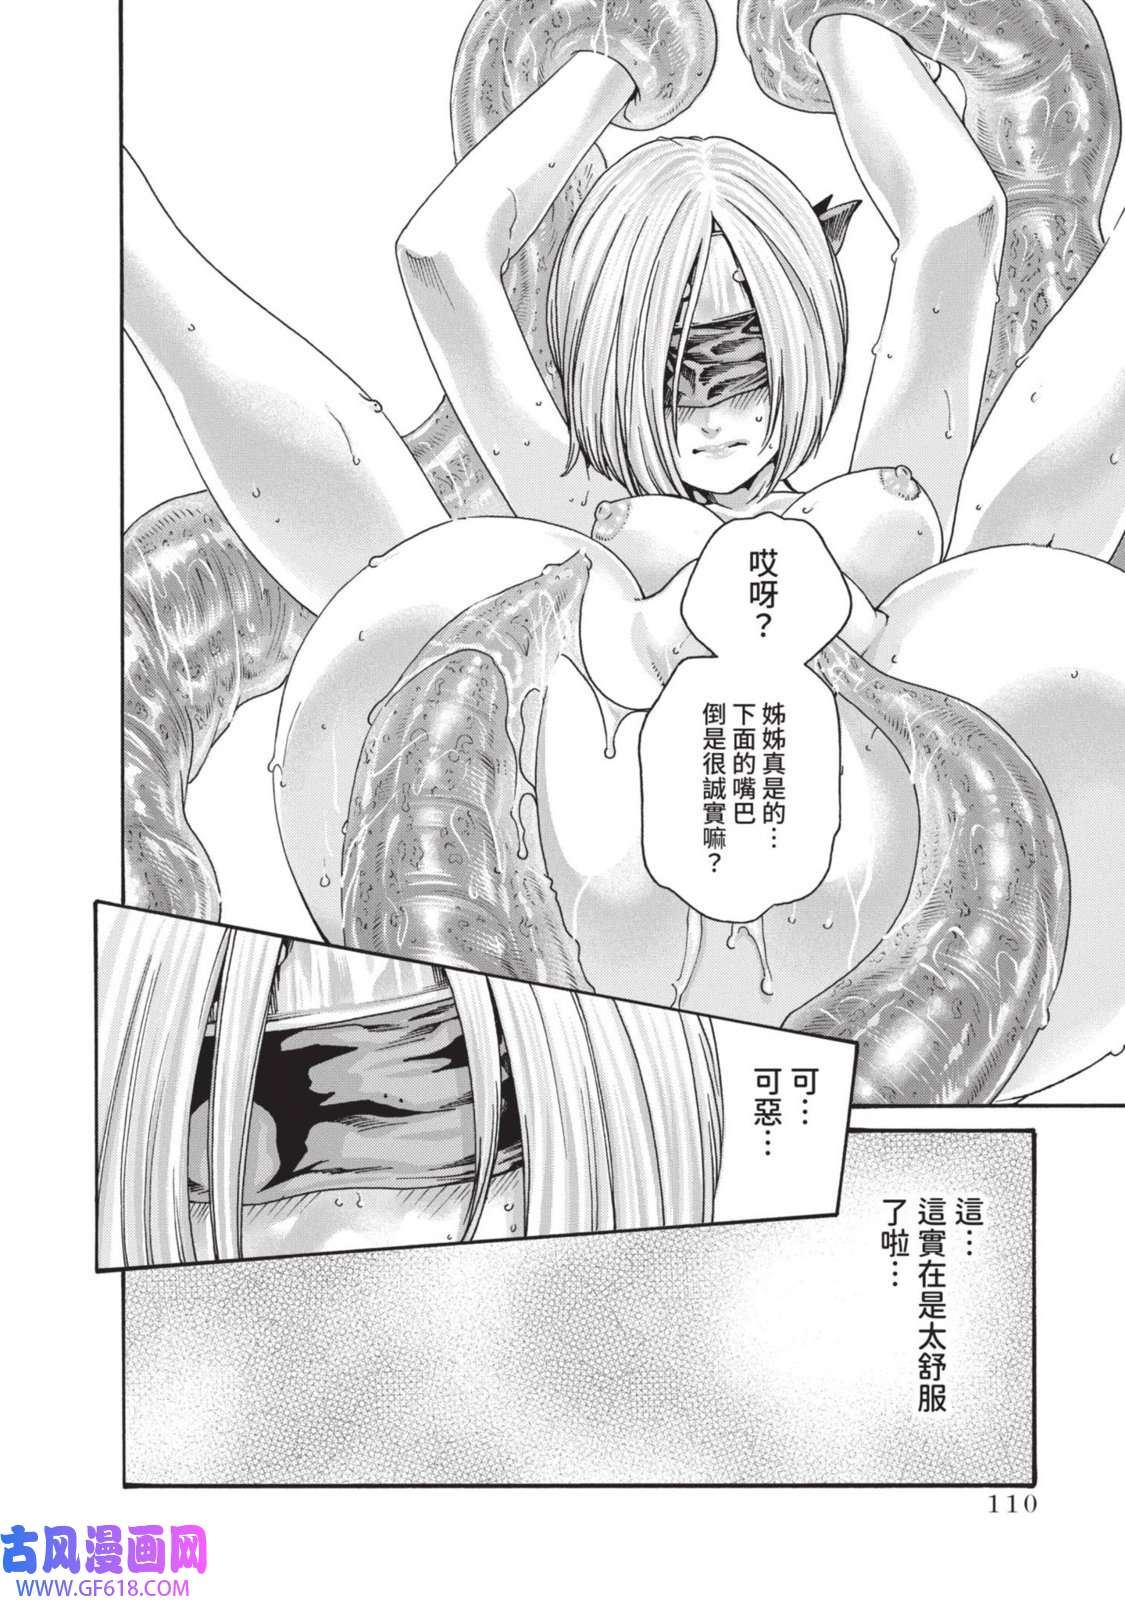 哎呀？
姊姊真是的…
下面的嘴巴
倒是很誠實嘛？
可…
可惡…
這…
這實在是太舒服
了啦…
110
古风漫画网
WWW.GF618.COM